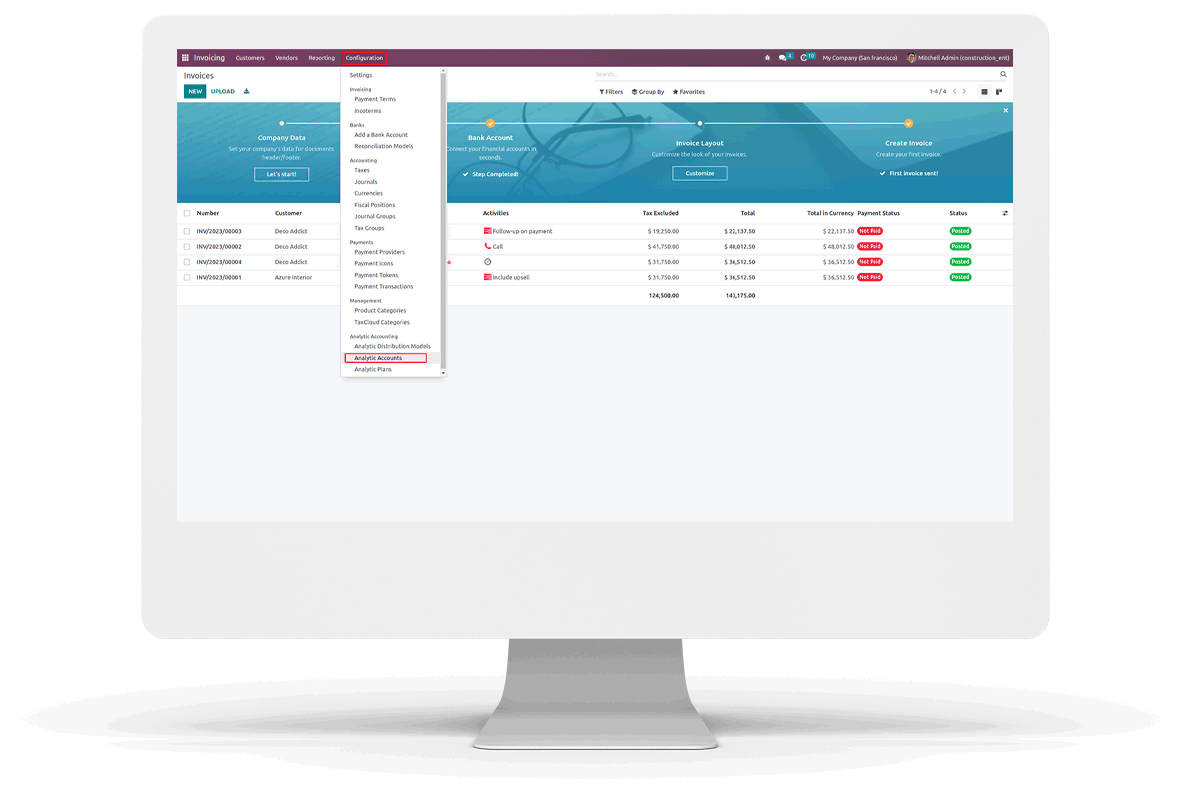 Invoicing Customers Vendors Reporting Configuration 4 10 My Company (San Francisco) Mitchell Admin (construction_ent)
Invoices
Search...
NEW UPLOAD
Filters Group By Favorites
1-4 / 4
Settings
Invoicing
Payment Terms
Incoterms
Banks
Add a Bank Account
Reconciliation Models
Accounting
Taxes
Journals
Currencies
Fiscal Positions
Journal Groups
Tax Groups
Payments
Payment Providers
Payment Icons
Payment Tokens
Payment Transactions
Management
Product Categories
TaxCloud Categories
Analytic Accounting
Analytic Distribution Models
Analytic Accounts
Analytic Plans
Company Data
Set your company's data for documents
header/footer.
Let's start!
Bank Account
Connect your financial accounts in
seconds.
Step Completed!
Invoice Layout
Customize the look of your invoices.
Customize
Create Invoice
Create your first invoice.
First invoice sent!
Number Customer Activities Tax Excluded Total Total in Currency Payment Status Status
INV/2023/00003 Deco Addict Follow-up on payment $ 19,250.00 $ 22,137.50 $ 22,137.50 Not Paid Posted
INV/2023/00002 Deco Addict Call $ 41,750.00 $ 48,012.50 $ 48,012.50 Not Paid Posted
INV/2023/00004 Deco Addict $ 31,750.00 $ 36,512.50 $ 36,512.50 Not Paid Posted
INV/2023/00001 Azure Interior Include upsell $ 31,750.00 $ 36,512.50 $ 36,512.50 Not Paid Posted
124,500.00